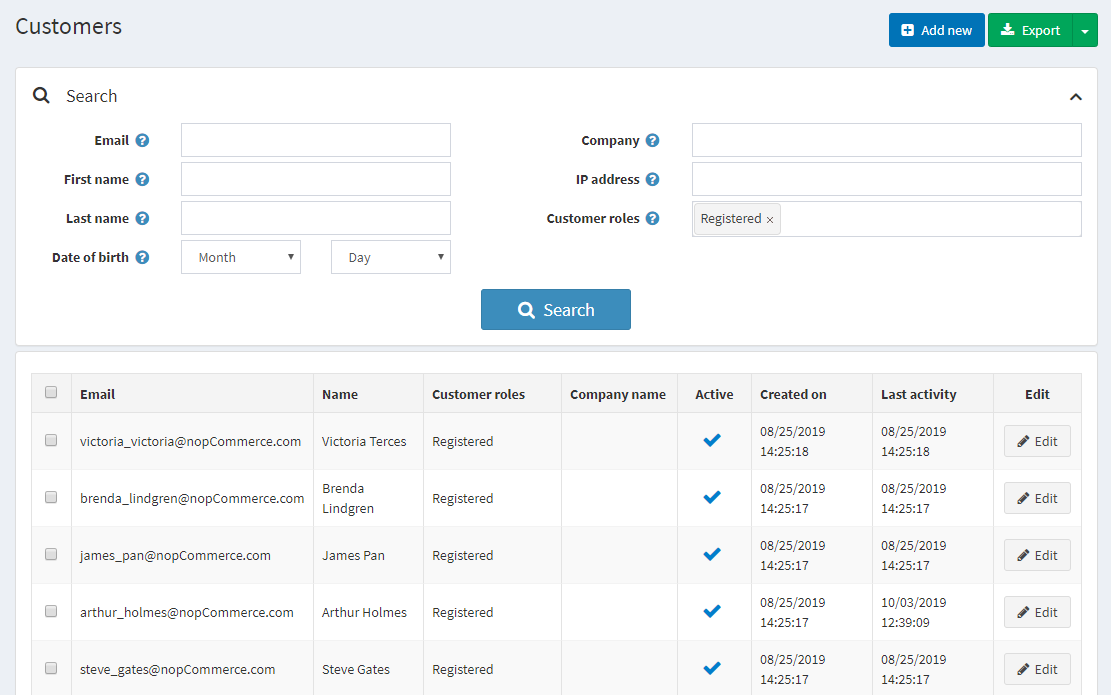 Customers
Add new
Export
Search
Email ?
Company ?
First name ?
IP address ?
Last name ?
Customer roles ?
Registered ×
Date of birth ?
Month
Day
Search
Email Name Customer roles Company name Active Created on Last activity Edit
victoria_victoria@nopCommerce.com Victoria Terces Registered 08/25/2019 08/25/2019 Edit
14:25:18 14:25:18
brenda_lindgren@nopCommerce.com Brenda Registered 08/25/2019 08/25/2019 Edit
Lindgren 14:25:17 14:25:17
james_pan@nopCommerce.com James Pan Registered 08/25/2019 08/25/2019 Edit
14:25:17 14:25:17
arthur_holmes@nopCommerce.com Arthur Holmes Registered 08/25/2019 10/03/2019 Edit
14:25:17 12:39:09
steve_gates@nopCommerce.com Steve Gates Registered 08/25/2019 08/25/2019 Edit
14:25:17 14:25:17